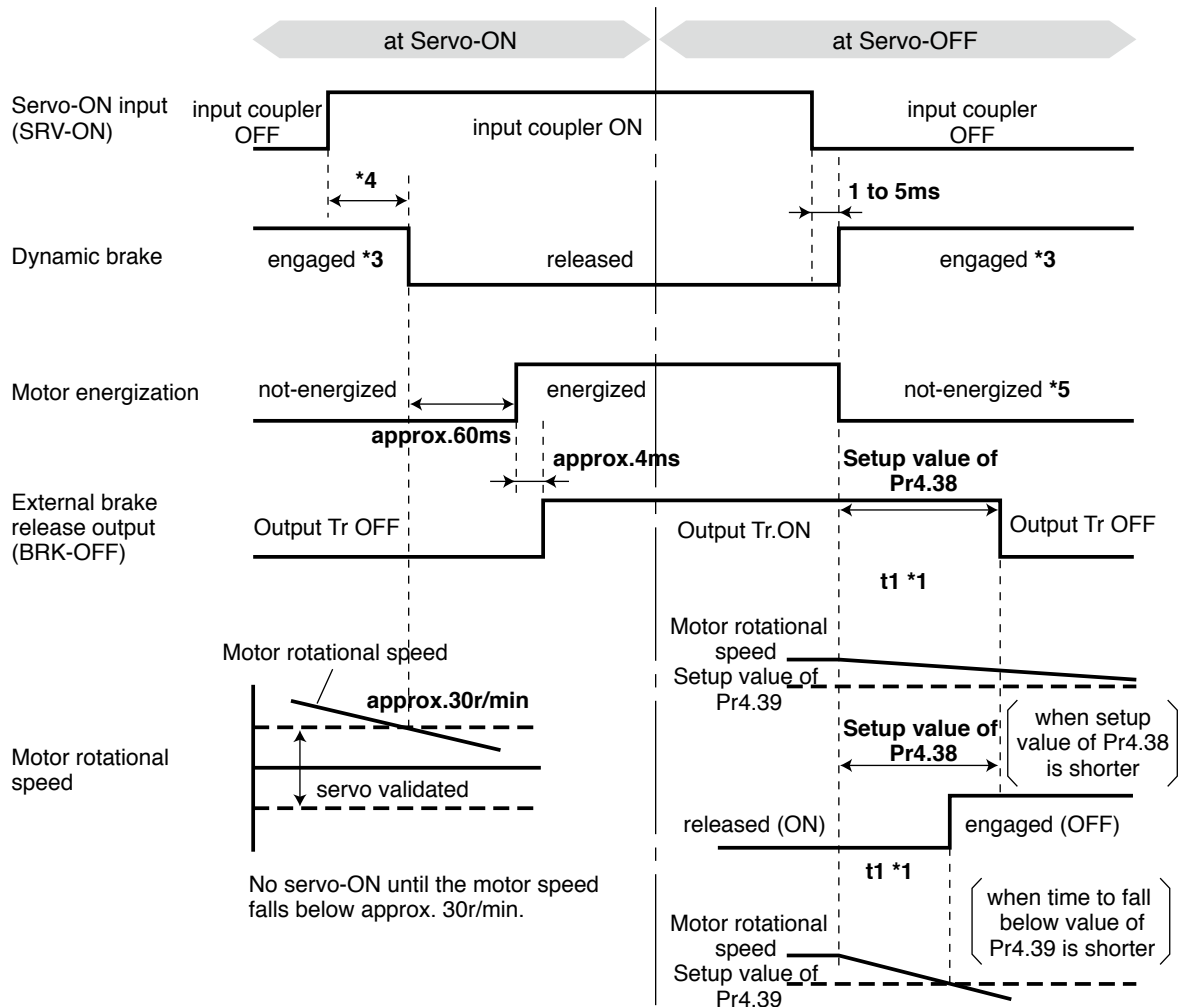 at Servo-ON
at Servo-OFF
Servo-ON input
(SRV-ON)
input coupler
OFF
input coupler ON
input coupler
OFF
*4
1 to 5ms
Dynamic brake
engaged *3
released
engaged *3
Motor energization
not-energized
energized
not-energized *5
approx.60ms
approx.4ms
Setup value of
Pr4.38
External brake
release output
(BRK-OFF)
Output Tr OFF
Output Tr.ON
Output Tr OFF
t1 *1
Motor rotational speed
approx.30r/min
Motor rotational
speed
servo validated
No servo-ON until the motor speed
falls below approx. 30r/min.
Motor rotational
speed
Setup value of
Pr4.39
Setup value of
Pr4.38
when setup
value of Pr4.38
is shorter
released (ON)
engaged (OFF)
t1 *1
when time to fall
below value of
Pr4.39 is shorter
Motor rotational
speed
Setup value of
Pr4.39